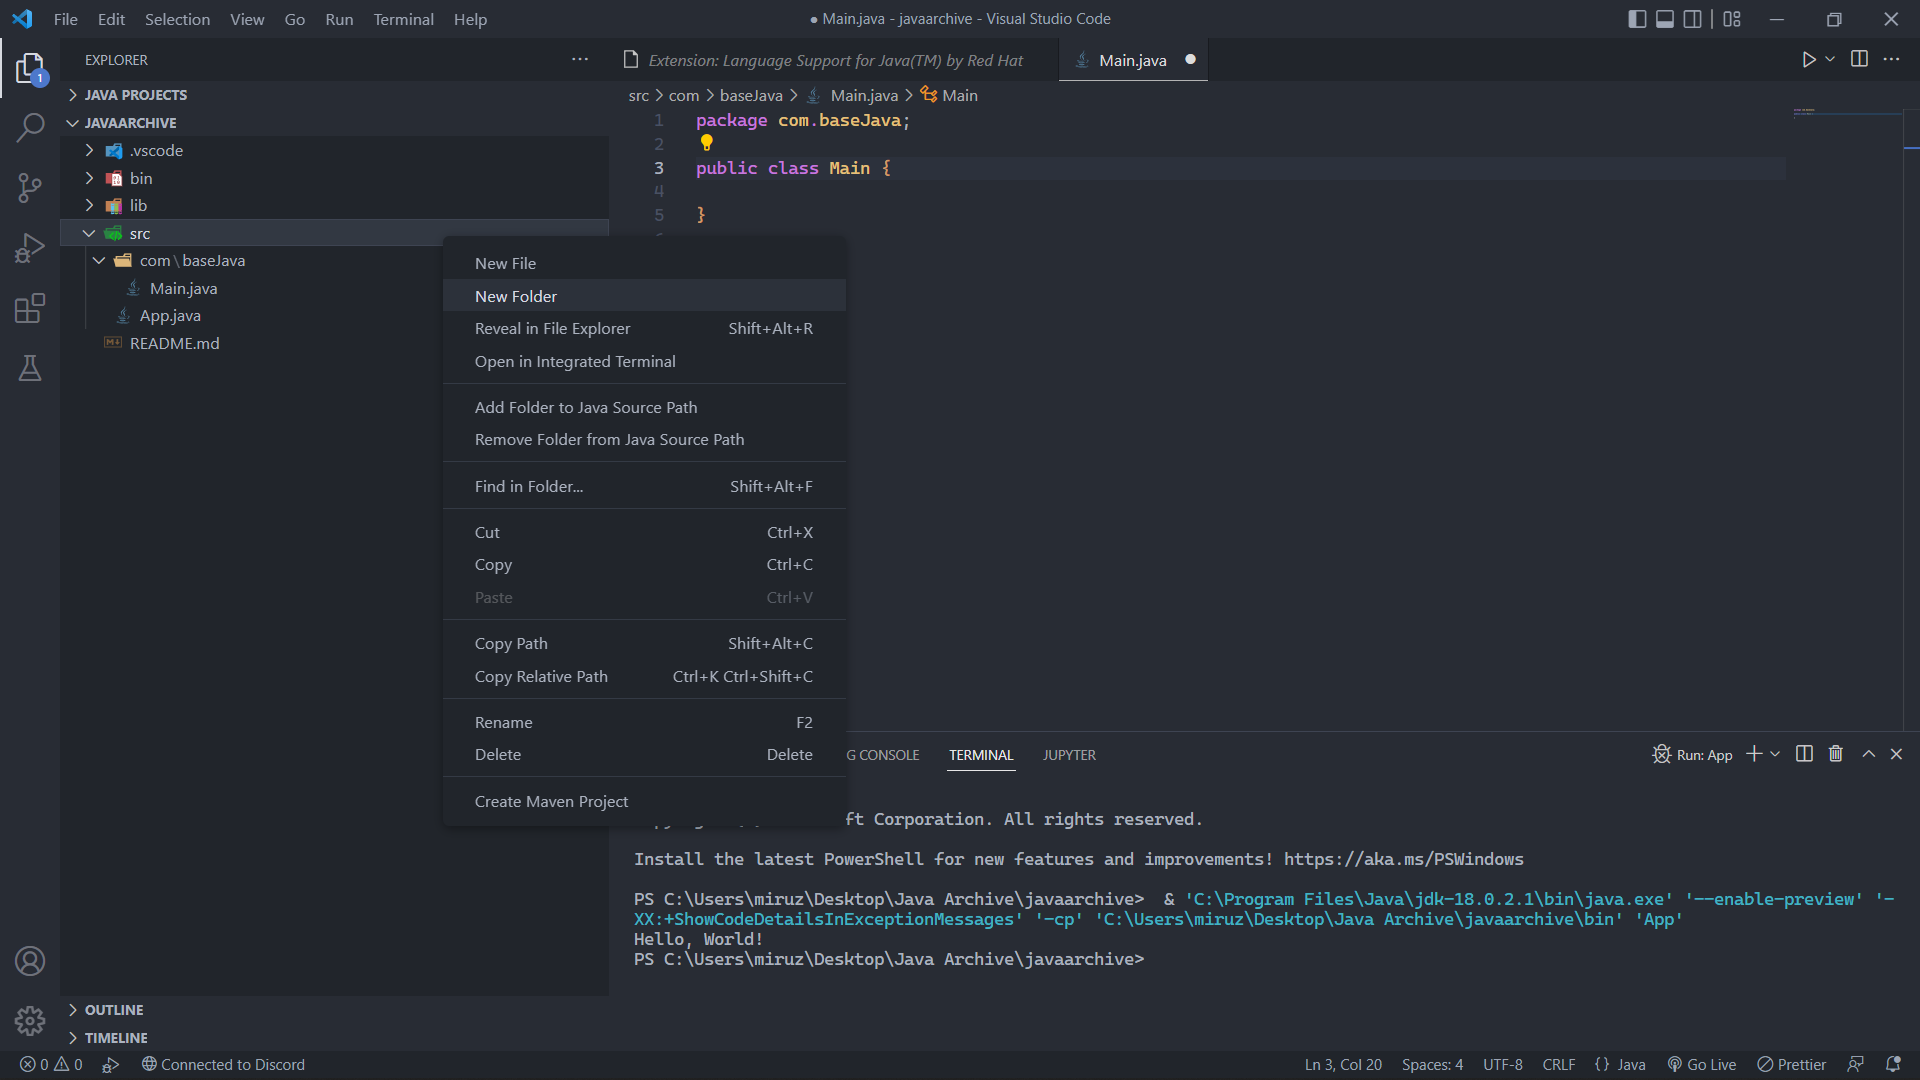 File Edit Selection View Go Run Terminal Help
● Main.java - javaarchive - Visual Studio Code
1
EXPLORER
JAVA PROJECTS
JAVAARCHIVE
.vscode
bin
lib
src
com\baseJava
Main.java
App.java
README.md
OUTLINE
TIMELINE
Extension: Language Support for Java(TM) by Red Hat
Main.java
src > com > baseJava > Main.java > Main
1 package com.baseJava;
2
3 public class Main {
4
5 }
New File
New Folder
Reveal in File Explorer Shift+Alt+R
Open in Integrated Terminal
Add Folder to Java Source Path
Remove Folder from Java Source Path
Find in Folder... Shift+Alt+F
Cut Ctrl+X
Copy Ctrl+C
Paste Ctrl+V
Copy Path Shift+Alt+C
Copy Relative Path Ctrl+K Ctrl+Shift+C
Rename F2
Delete Delete
Create Maven Project
G CONSOLE TERMINAL JUPYTER
Run: App
ft Corporation. All rights reserved.
Install the latest PowerShell for new features and improvements! https://aka.ms/PSWindows
PS C:\Users\miruz\Desktop\Java Archive\javaarchive>  & 'C:\Program Files\Java\jdk-18.0.2.1\bin\java.exe' '--enable-preview' '-
XX:+ShowCodeDetailsInExceptionMessages' '-cp' 'C:\Users\miruz\Desktop\Java Archive\javaarchive\bin' 'App'
Hello, World!
PS C:\Users\miruz\Desktop\Java Archive\javaarchive>
0 0 Connected to Discord
Ln 3, Col 20 Spaces: 4 UTF-8 CRLF {} Java Go Live Prettier